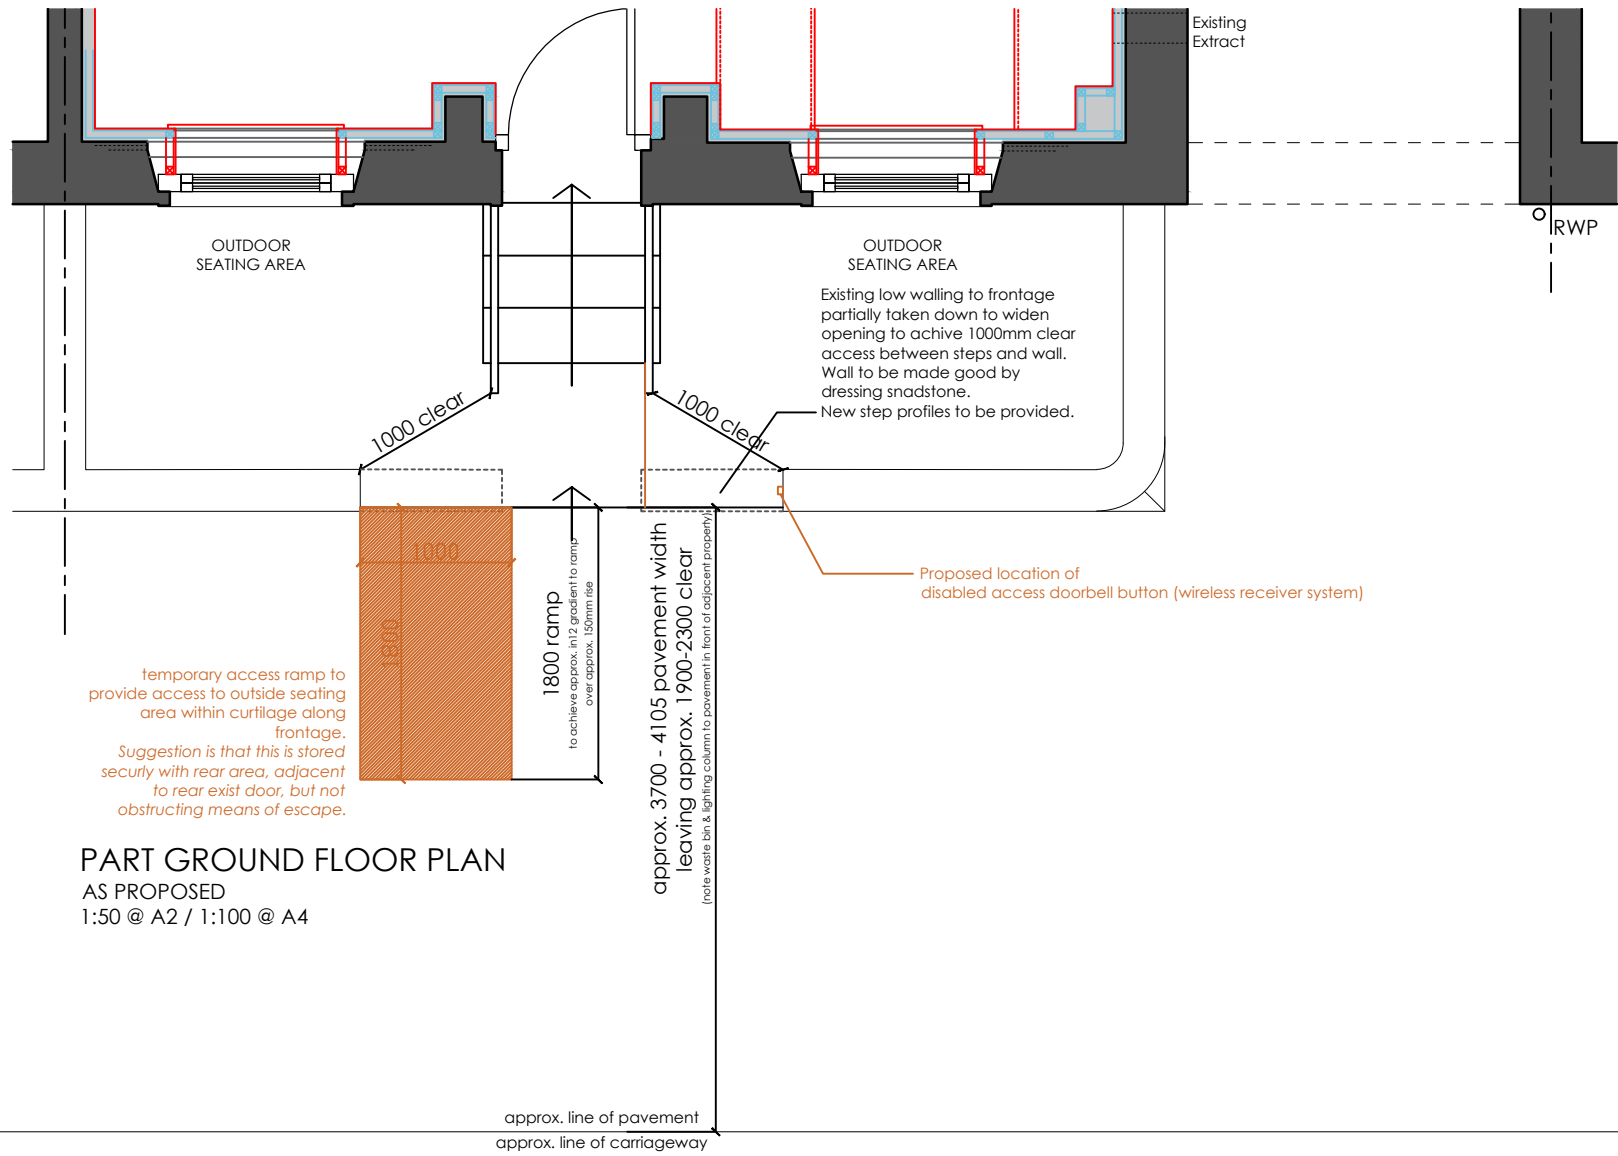 Existing
Extract
RWP
OUTDOOR
SEATING AREA
OUTDOOR
SEATING AREA
Existing low walling to frontage
partially taken down to widen
opening to achive 1000mm clear
access between steps and wall.
Wall to be made good by
dressing snadstone.
New step profiles to be provided.
1000 clear
1000 clear
1000
1800
1800 ramp
to achieve approx. in12 gradient to ramp
over approx. 150mm rise
approx. 3700 - 4105 pavement width
leaving approx. 1900-2300 clear
(note waste bin & lighting column to pavement in front of adjacent property)
Proposed location of
disabled access doorbell button (wireless receiver system)
temporary access ramp to
provide access to outside seating
area within curtilage along
frontage.
Suggestion is that this is stored
securly with rear area, adjacent
to rear exist door, but not
obstructing means of escape.
PART GROUND FLOOR PLAN
AS PROPOSED
1:50 @ A2 / 1:100 @ A4
approx. line of pavement
approx. line of carriageway